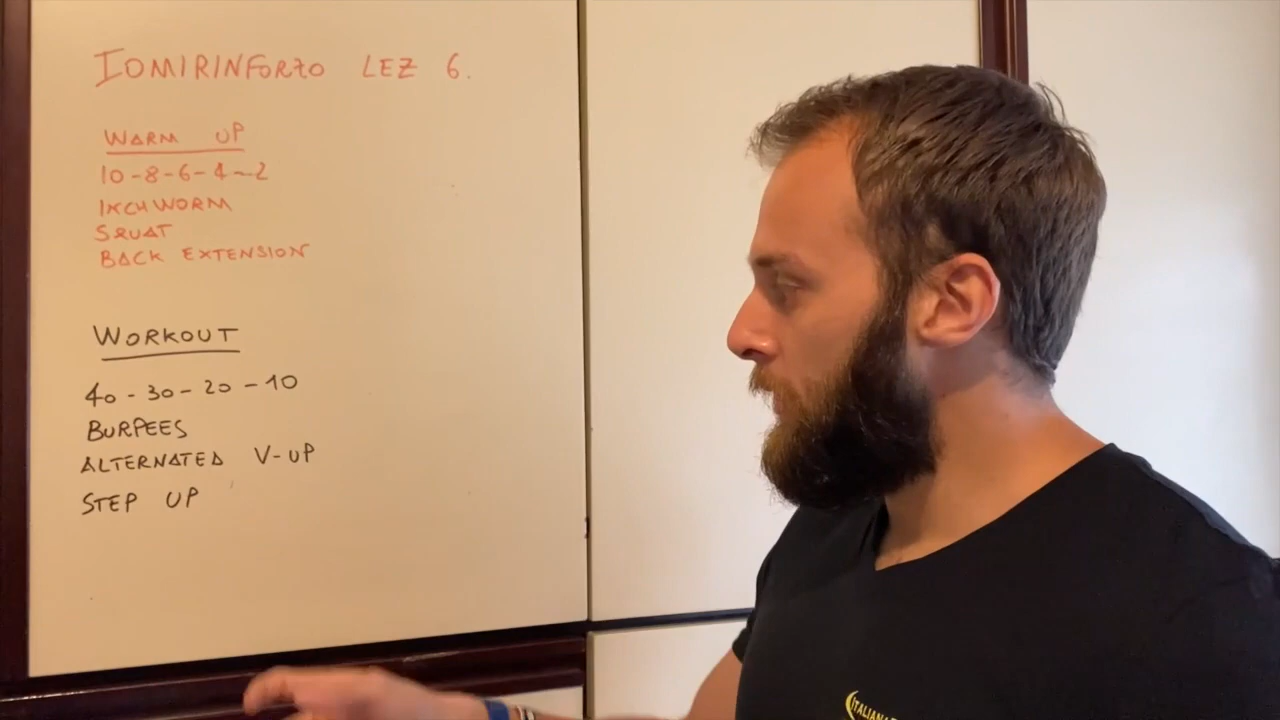 IOMIRINFORZO LEZ 6.
WARM UP
10-8-6-4-2
INCHWORM
SQUAT
BACK EXTENSION
WORKOUT
40-30-20-10
BURPEES
ALTERNATED V-UP
STEP UP